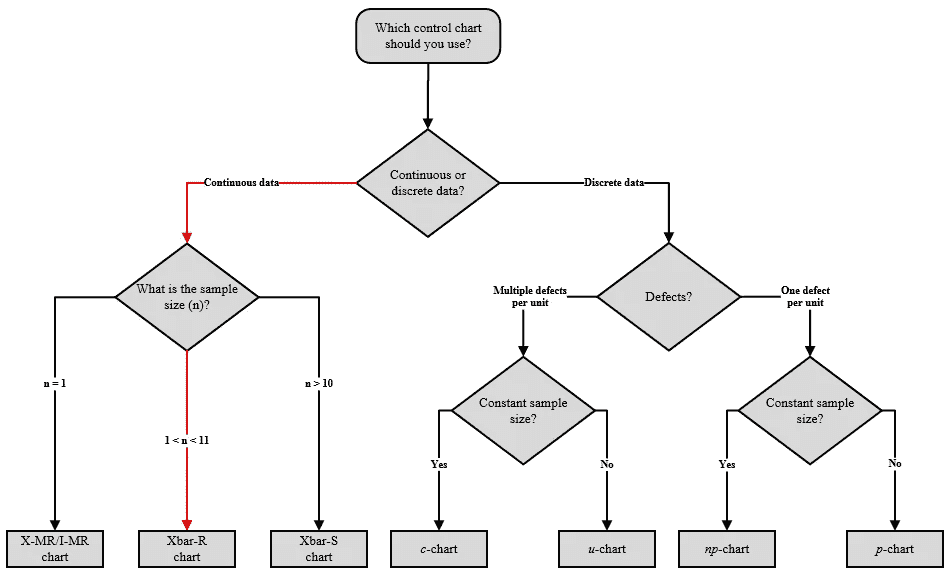 Which control chart
should you use?
Continuous or
discrete data?
Continuous data
Discrete data
What is the sample
size (n)?
Multiple defects
per unit
Defects?
One defect
per unit
n = 1
n > 10
1 < n < 11
Constant sample
size?
Constant sample
size?
Yes
No
Yes
No
X-MR/I-MR
chart
Xbar-R
chart
Xbar-S
chart
c-chart
u-chart
np-chart
p-chart